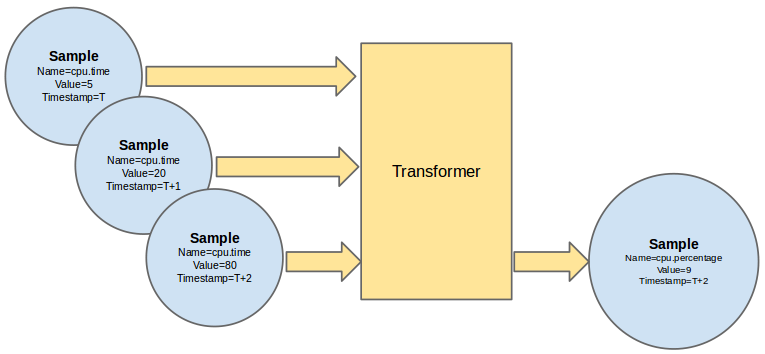 Sample
Name=cpu.time
Value=5
Timestamp=T
Sample
Name=cpu.time
Value=20
Timestamp=T+1
Sample
Name=cpu.time
Value=80
Timestamp=T+2
Transformer
Sample
Name=cpu.percentage
Value=9
Timestamp=T+2